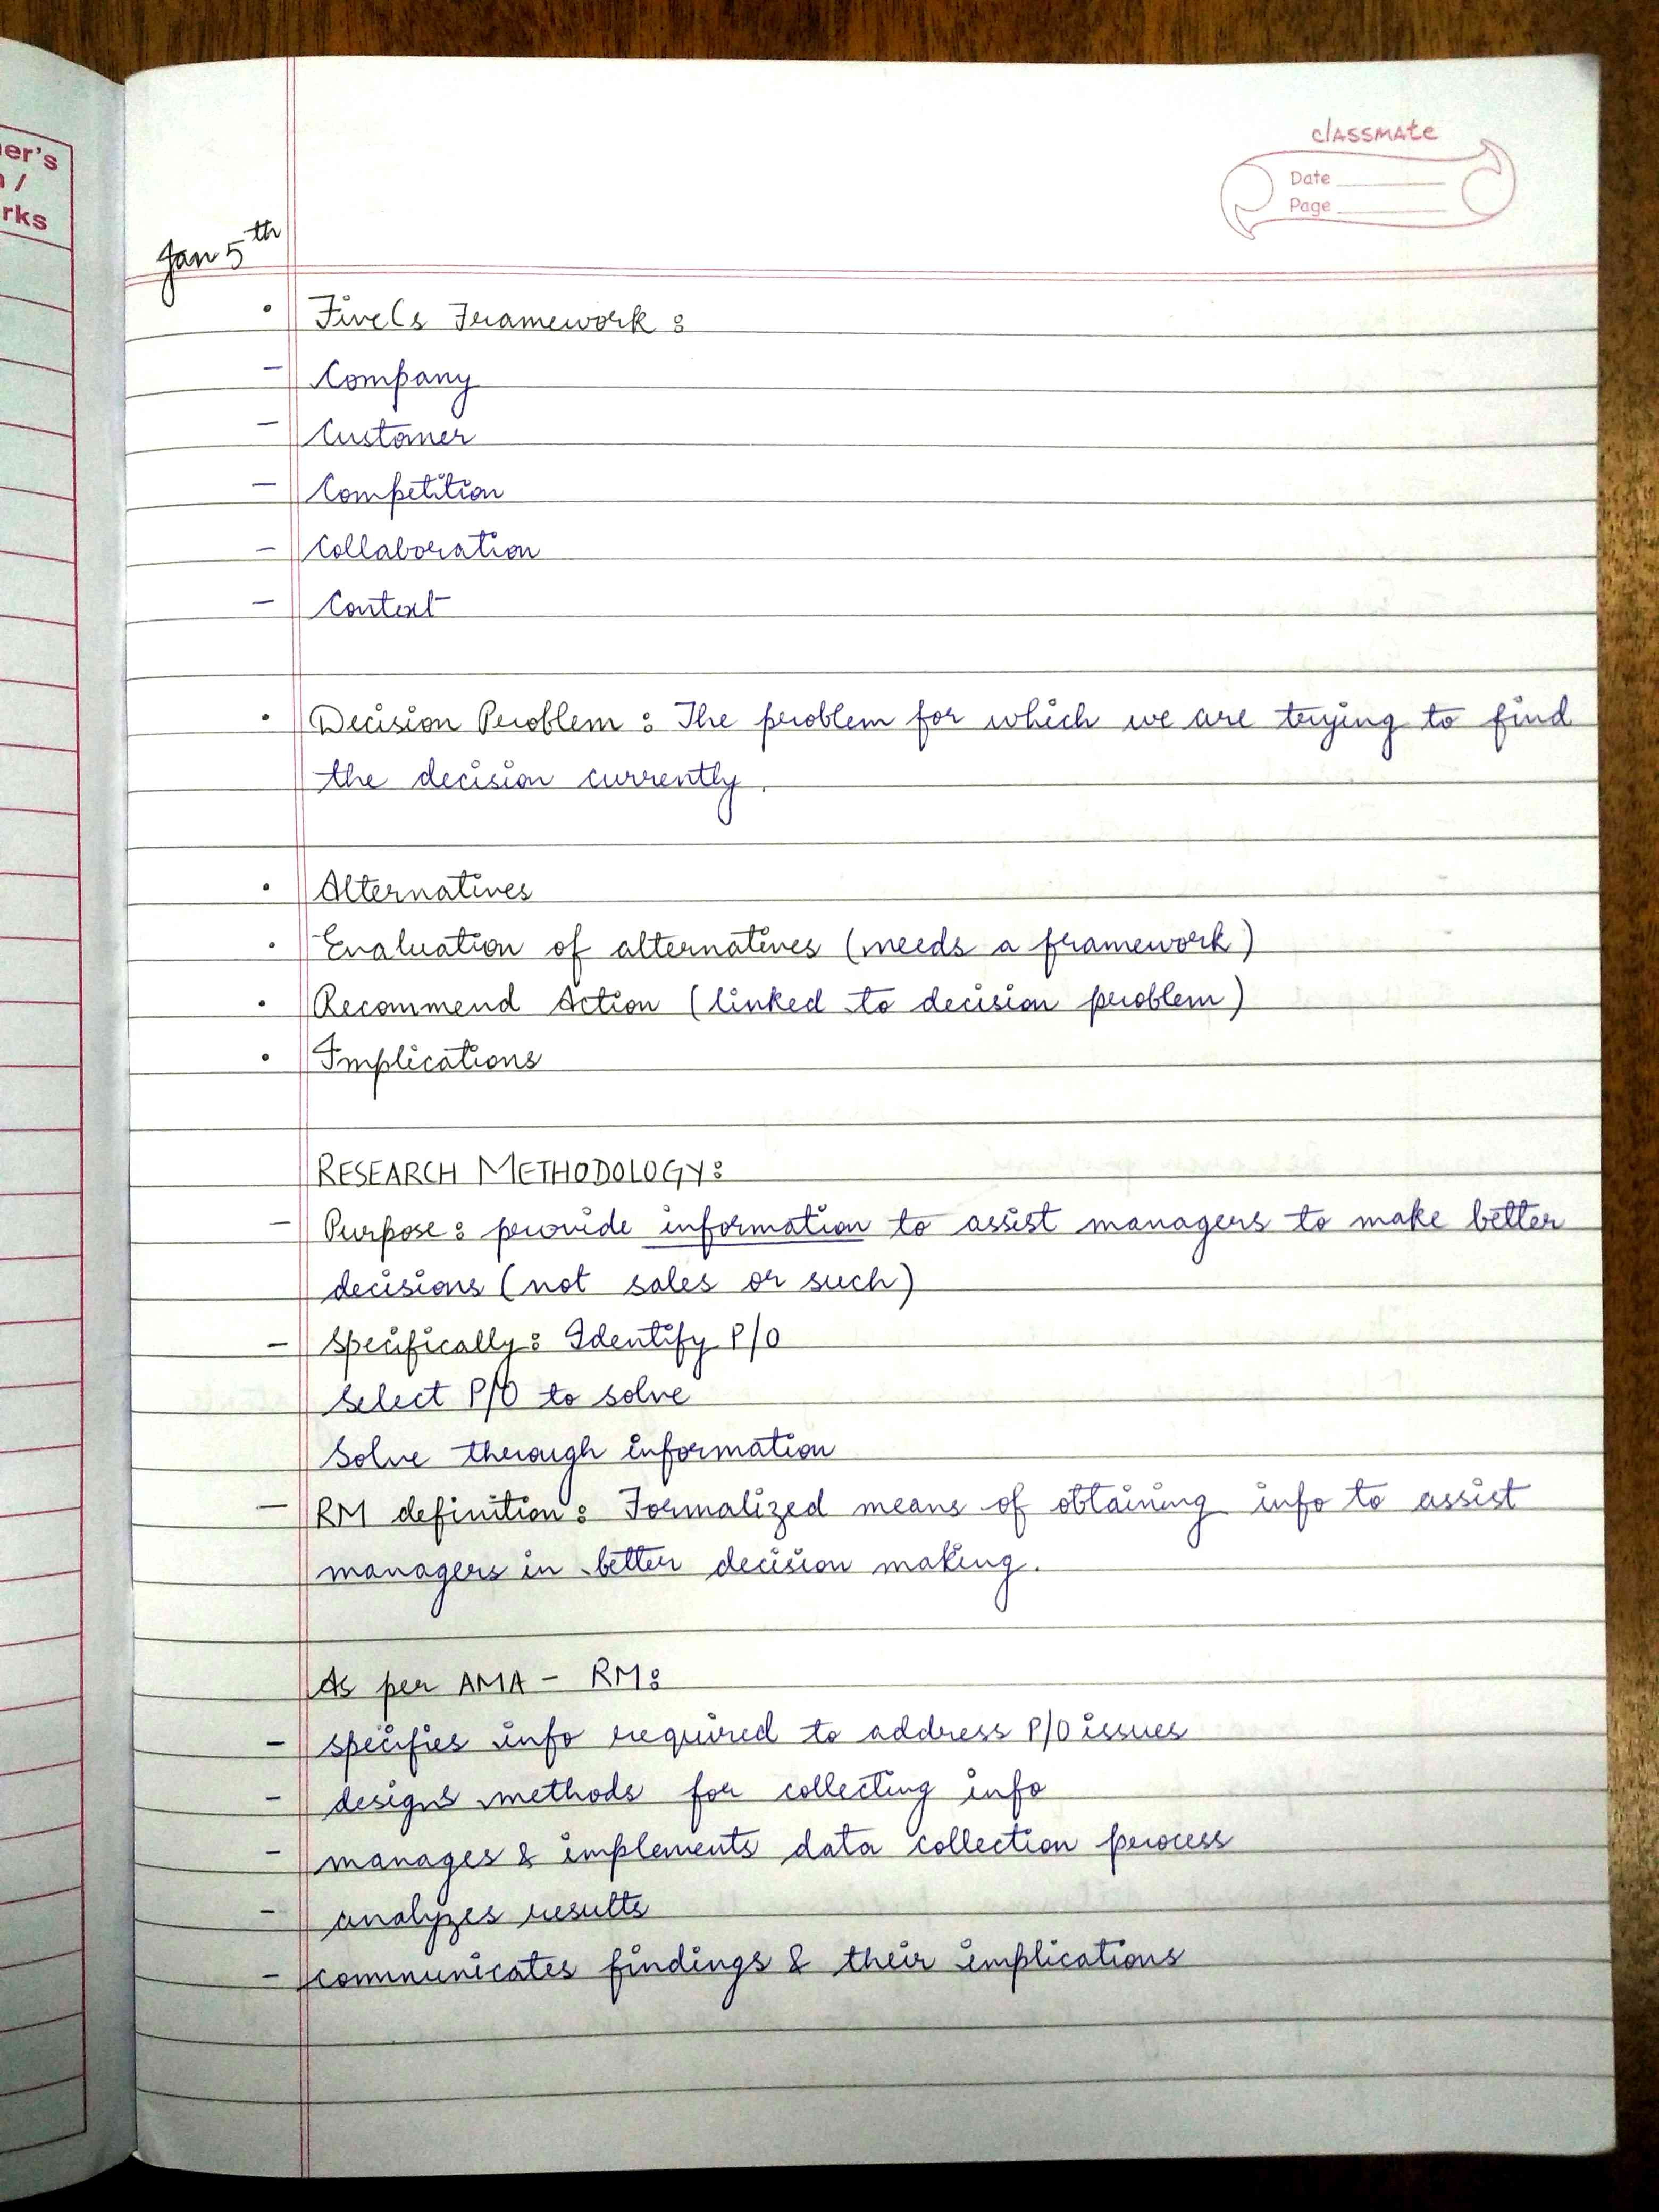 er's
/
rks
classmate
Date
Page
Jan 5th
• Five Cs Framework :
- Company
- Customer
- Competition
- Collaboration
- Context
• Decision Problem : The problem for which we are trying to find
the decision currently.
• Alternatives
• Evaluation of alternatives (needs a framework)
• Recommend Action (linked to decision problem)
• Implications
RESEARCH METHODOLOGY:
- Purpose : provide information to assist managers to make better
decisions (not sales or such)
- Specifically : Identify P/O
Select P/O to solve
Solve through information
- RM definition : Formalized means of obtaining info to assist
managers in better decision making.
As per AMA - RM:
- specifies info required to address P/O issues
- designs methods for collecting info
- manages & implements data collection process
- analyzes results
- communicates findings & their implications